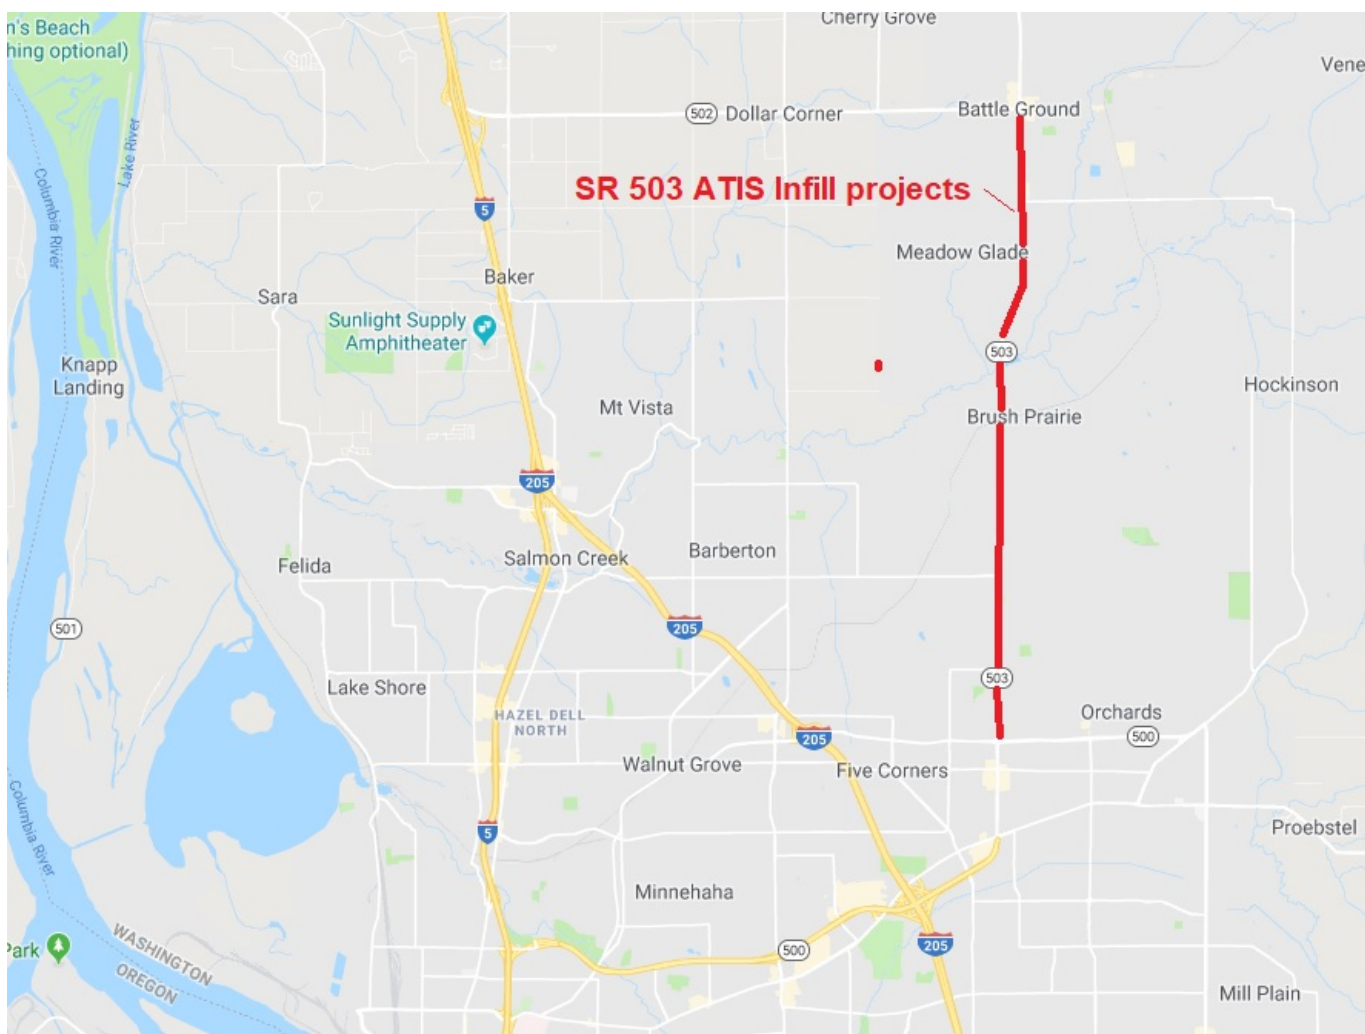 n's Beach
hing optional)
Cherry Grove
Vene
502
Dollar Corner
Battle Ground
Lake River
Columbia River
SR 503 ATIS Infill projects
5
Meadow Glade
Baker
Sara
Sunlight Supply
Amphitheater
503
Knapp
Landing
Hockinson
Mt Vista
Brush Prairie
205
Salmon Creek
Barberton
Felida
501
205
503
Lake Shore
HAZEL DELL
NORTH
Orchards
500
205
Walnut Grove
Five Corners
Columbia River
5
Proebstel
Minnehaha
WASHINGTON
OREGON
Park
500
205
Mill Plain